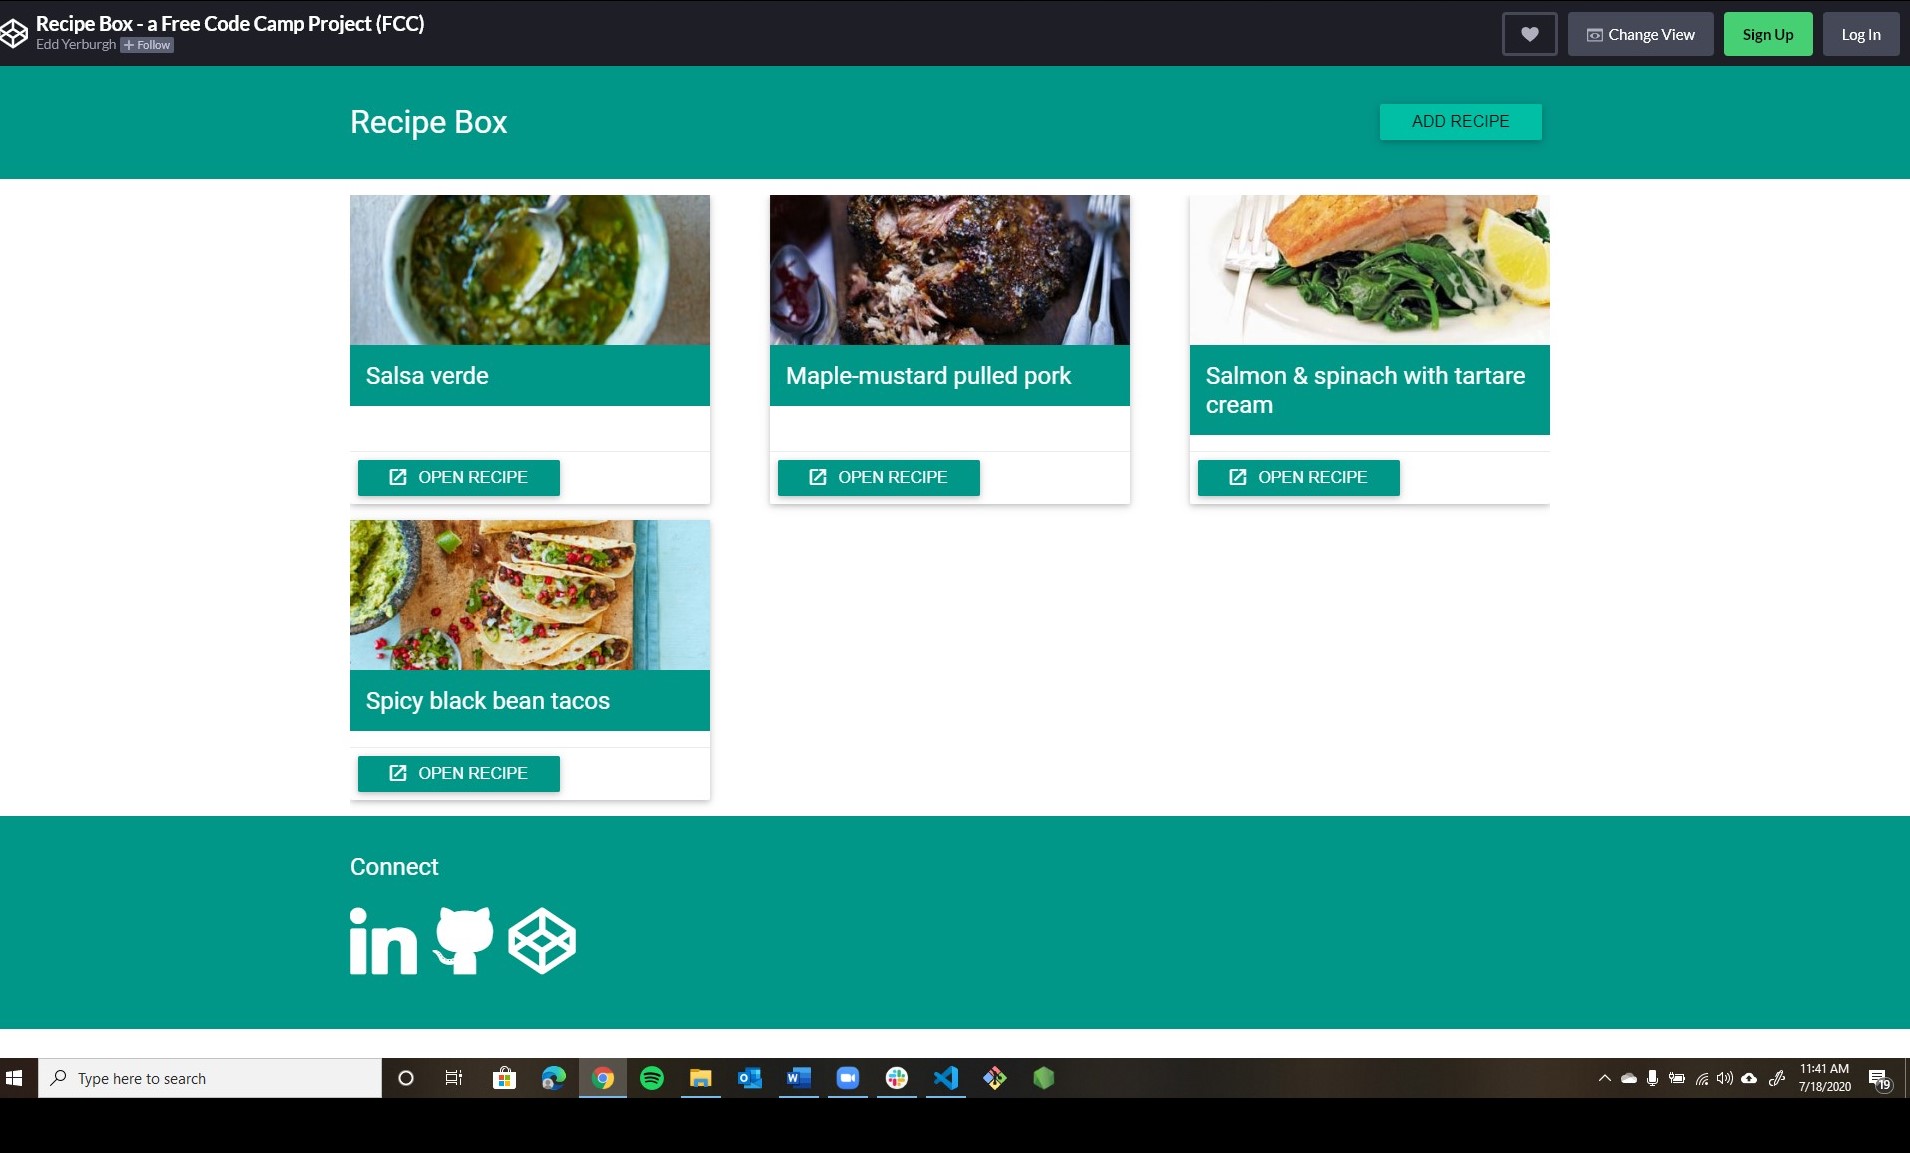 Recipe Box - a Free Code Camp Project (FCC)
Edd Yerburgh + Follow
Change View
Sign Up
Log In
Recipe Box
ADD RECIPE
Salsa verde
Maple-mustard pulled pork
Salmon & spinach with tartare
cream
OPEN RECIPE
OPEN RECIPE
OPEN RECIPE
Spicy black bean tacos
OPEN RECIPE
Connect
in
Type here to search
11:41 AM
7/18/2020
19